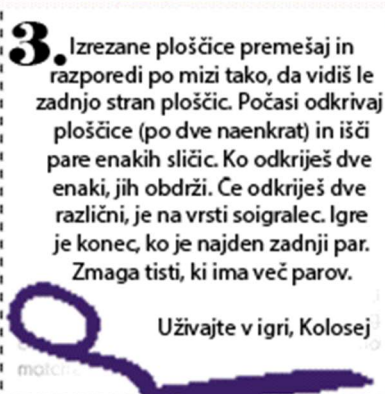 3. Izrezane ploščice premešaj in
razporedi po mizi tako, da vidiš le
zadnjo stran ploščic. Počasi odkrivaj
ploščice (po dve naenkrat) in išči
pare enakih sličic. Ko odkriješ dve
enaki, jih obdrži. Če odkriješ dve
različni, je na vrsti soigralec. Igre
je konec, ko je najden zadnji par.
Zmaga tisti, ki ima več parov.
Uživajte v igri, Kolosej